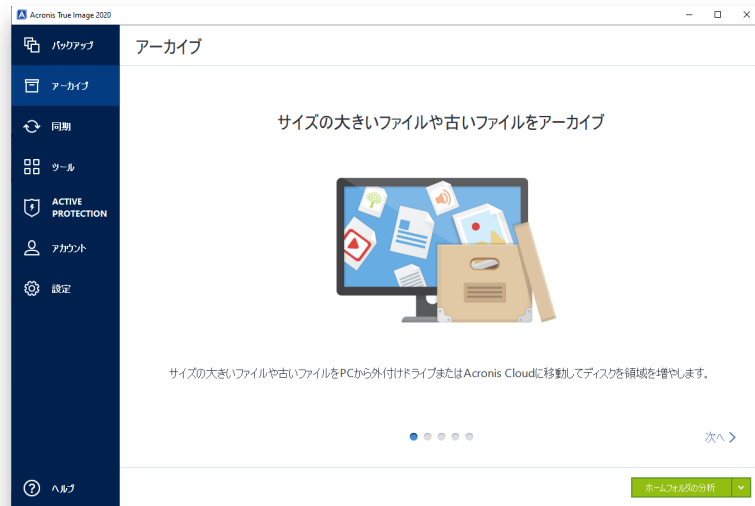 Acronis True Image 2020
バックアップ
アーカイブ
同期
ツール
ACTIVE
PROTECTION
アカウント
設定
ヘルプ
アーカイブ
サイズの大きいファイルや古いファイルをアーカイブ
サイズの大きいファイルや古いファイルをPCから外付けドライブまたはAcronis Cloudに移動してディスクを領域を増やします。
次へ
ホームフォルダの分析